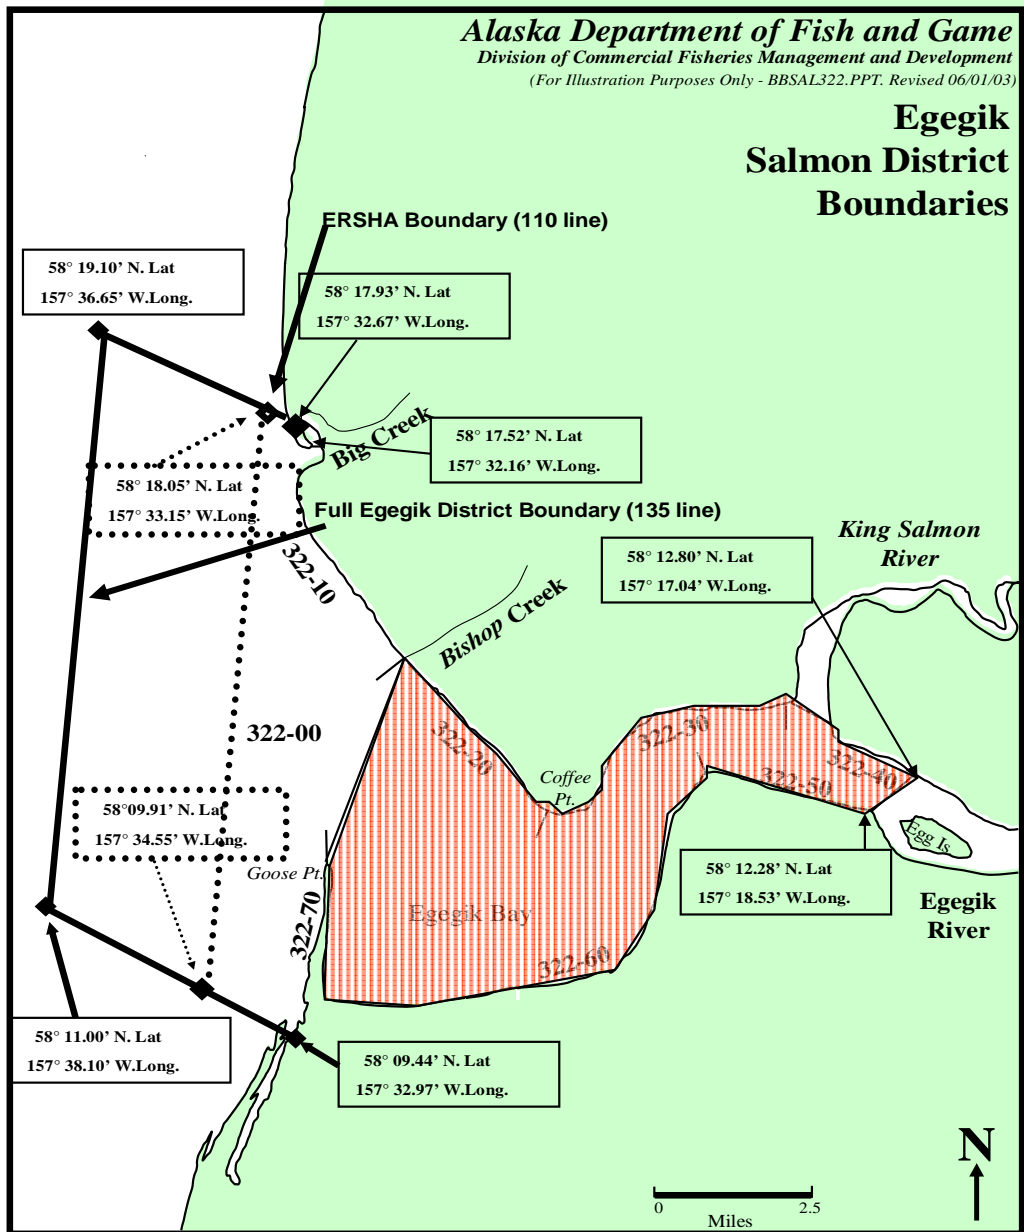 Alaska Department of Fish and Game
Division of Commercial Fisheries Management and Development
(For Illustration Purposes Only - BBSAL322.PPT. Revised 06/01/03)
Egegik
Salmon District
Boundaries
ERSHA Boundary (110 line)
58° 19.10’ N. Lat
157° 36.65’ W.Long.
58° 17.93’ N. Lat
157° 32.67’ W.Long.
Big Creek
58° 17.52’ N. Lat
157° 32.16’ W.Long.
58° 18.05’ N. Lat
157° 33.15’ W.Long.
Full Egegik District Boundary (135 line)
King Salmon
River
322-10
58° 12.80’ N. Lat
157° 17.04’ W.Long.
Bishop Creek
322-00
322-20
322-30
322-40
322-50
Coffee
Pt.
58°09.91’ N. Lat
157° 34.55’ W.Long.
Egg Is
Goose Pt.
58° 12.28’ N. Lat
157° 18.53’ W.Long.
Egegik
River
322-70
Egegik Bay
322-60
58° 11.00’ N. Lat
157° 38.10’ W.Long.
58° 09.44’ N. Lat
157° 32.97’ W.Long.
N
0 2.5
Miles